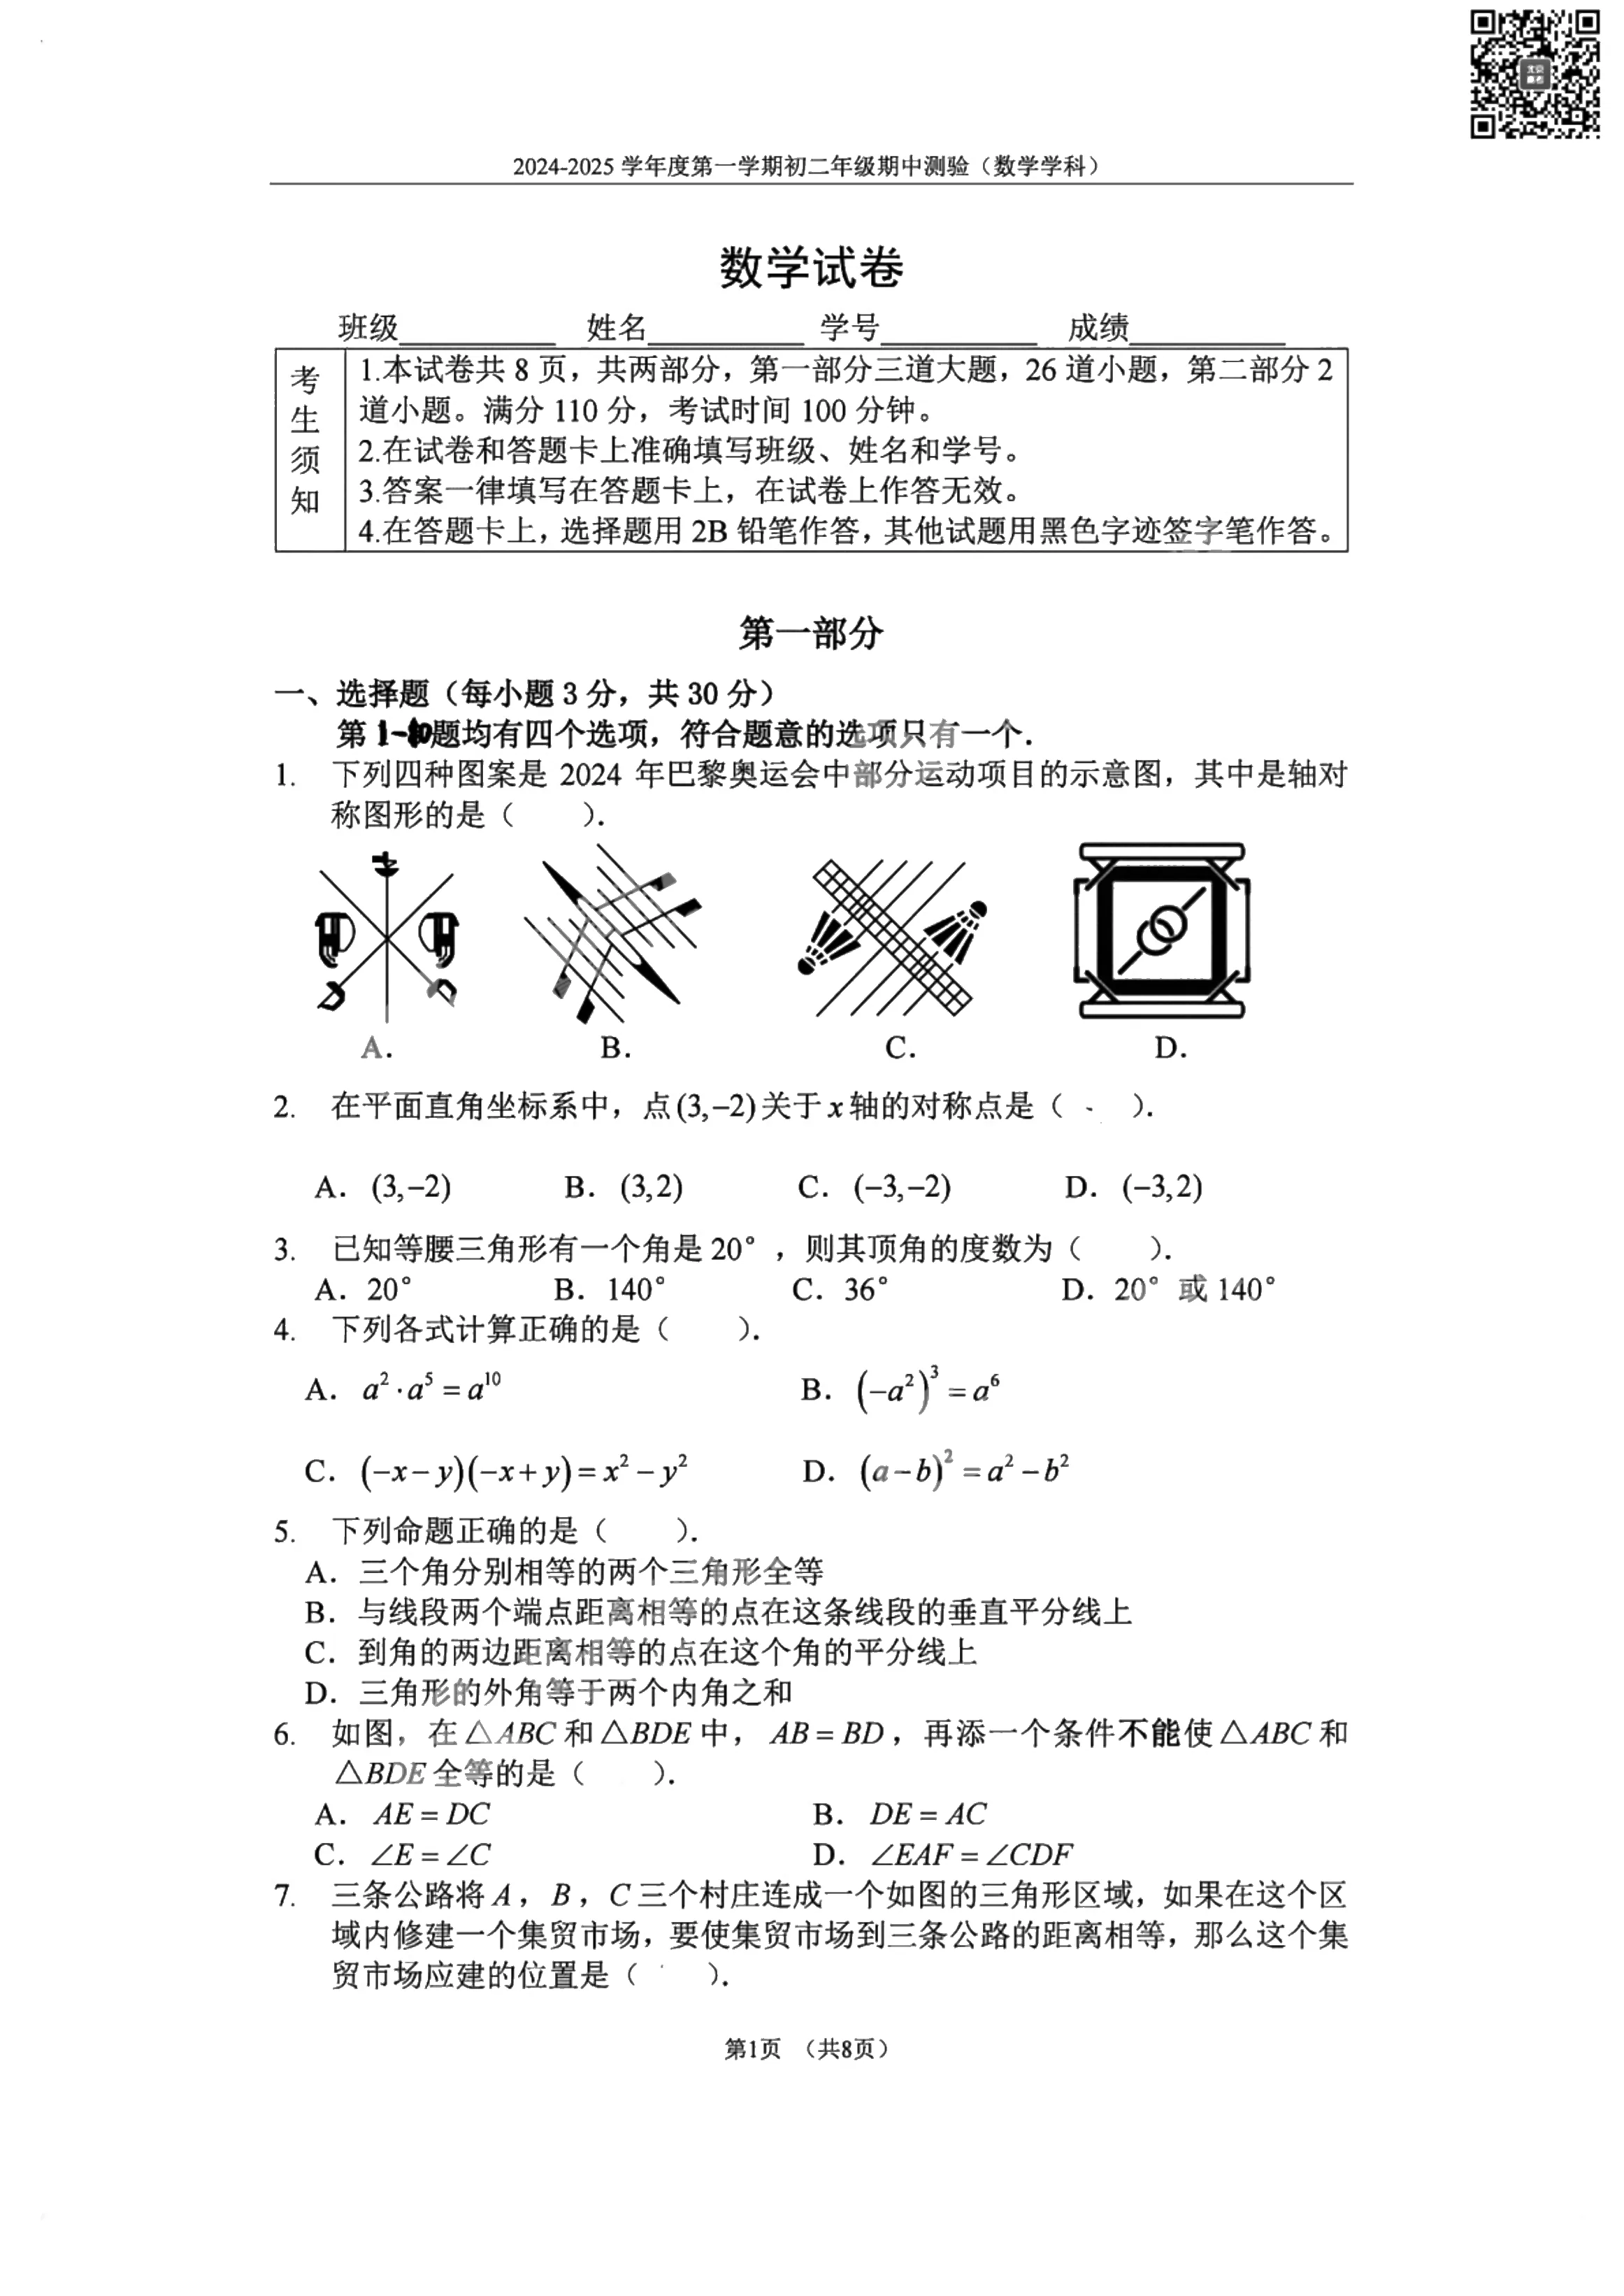 2024-2025 学年度第一学期初二年级期中测验（数学学科）
数学试卷
班级 姓名 学号 成绩
考生须知
1.本试卷共 8 页，共两部分，第一部分三道大题，26 道小题，第二部分 2
道小题。满分 110 分，考试时间 100 分钟。
2.在试卷和答题卡上准确填写班级、姓名和学号。
3.答案一律填写在答题卡上，在试卷上作答无效。
4.在答题卡上，选择题用 2B 铅笔作答，其他试题用黑色字迹签字笔作答。
第一部分
一、选择题（每小题 3 分，共 30 分）
第 1-10题均有四个选项，符合题意的选项只有一个．
1. 下列四种图案是 2024 年巴黎奥运会中部分运动项目的示意图，其中是轴对
称图形的是（ ）．
A． B． C． D．
2. 在平面直角坐标系中，点(3,−2)关于 x 轴的对称点是（ ）．
A．(3,−2) B．(3,2) C．(−3,−2) D．(−3,2)
3. 已知等腰三角形有一个角是 20°，则其顶角的度数为（ ）．
A．20° B．140° C．36° D．20° 或 140°
4. 下列各式计算正确的是（ ）．
A．a²·a⁵=a¹⁰ B．(−a²)³=a⁶
C．(−x−y)(−x+y)=x²−y² D．(a−b)²=a²−b²
5. 下列命题正确的是（ ）．
A．三个角分别相等的两个三角形全等
B．与线段两个端点距离相等的点在这条线段的垂直平分线上
C．到角的两边距离相等的点在这个角的平分线上
D．三角形的外角等于两个内角之和
6. 如图，在△ABC 和△BDE 中，AB=BD，再添一个条件不能使△ABC 和
△BDE 全等的是（ ）．
A．AE=DC B．DE=AC
C．∠E=∠C D．∠EAF=∠CDF
7. 三条公路将 A，B，C 三个村庄连成一个如图的三角形区域，如果在这个区
域内修建一个集贸市场，要使集贸市场到三条公路的距离相等，那么这个集
贸市场应建的位置是（ ）．
第1页 （共8页）